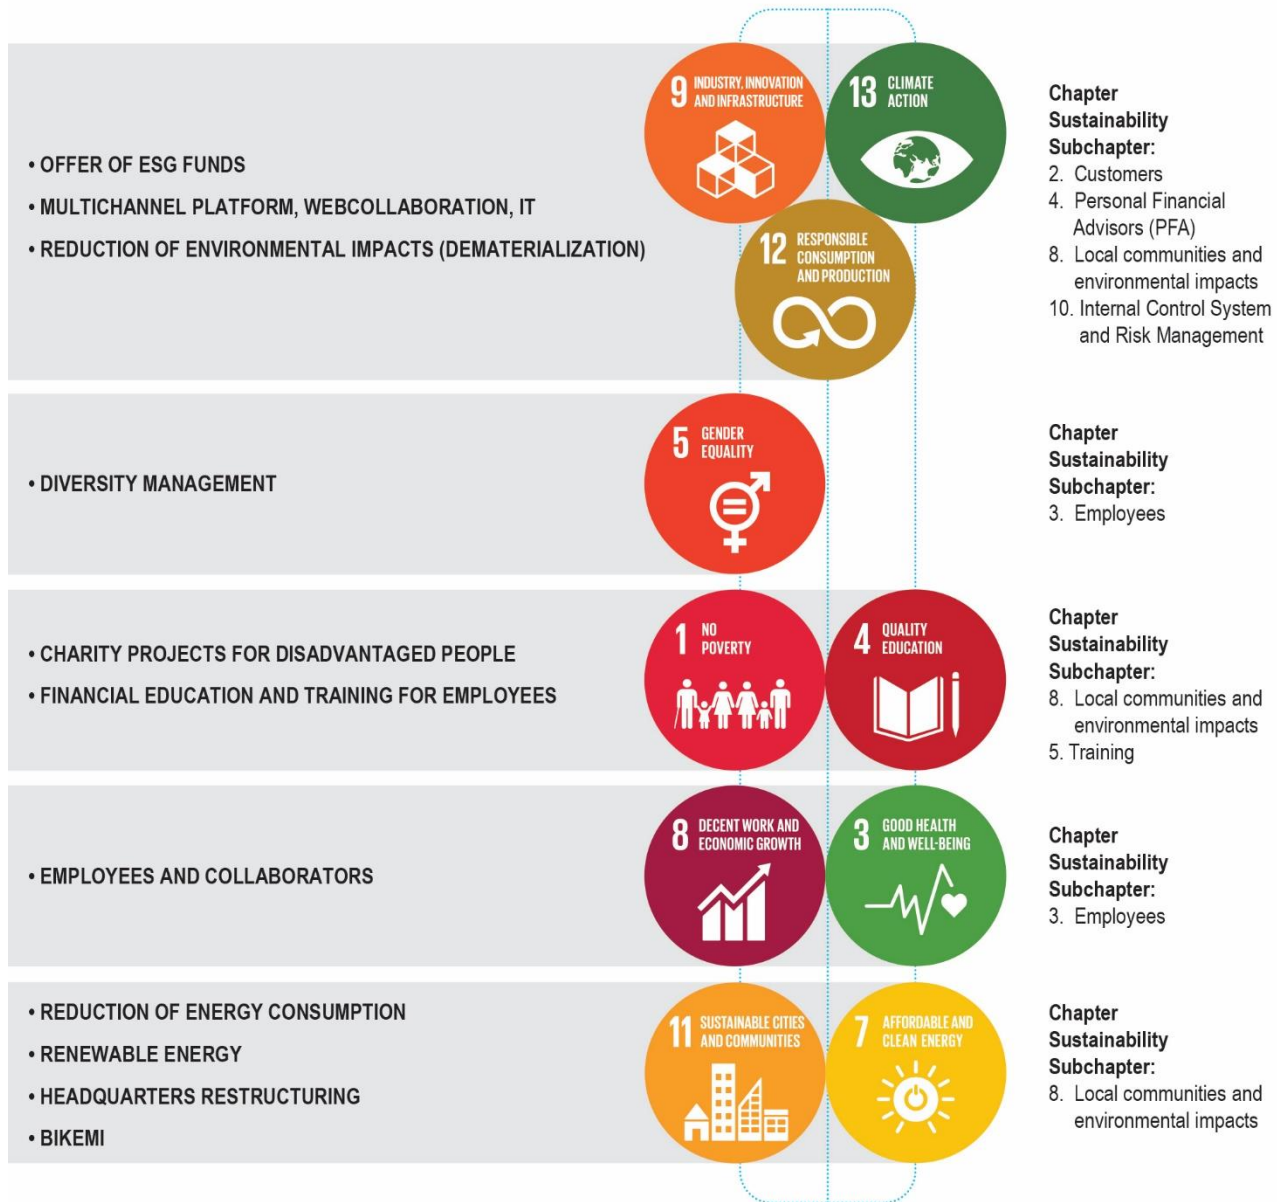 • OFFER OF ESG FUNDS
• MULTICHANNEL PLATFORM, WEBCOLLABORATION, IT
• REDUCTION OF ENVIRONMENTAL IMPACTS (DEMATERIALIZATION)
9 INDUSTRY, INNOVATION
AND INFRASTRUCTURE
13 CLIMATE
ACTION
12 RESPONSIBLE
CONSUMPTION
AND PRODUCTION
Chapter
Sustainability
Subchapter:
2. Customers
4. Personal Financial
Advisors (PFA)
8. Local communities and
environmental impacts
10. Internal Control System
and Risk Management
• DIVERSITY MANAGEMENT
5 GENDER
EQUALITY
Chapter
Sustainability
Subchapter:
3. Employees
• CHARITY PROJECTS FOR DISADVANTAGED PEOPLE
• FINANCIAL EDUCATION AND TRAINING FOR EMPLOYEES
1 NO
POVERTY
4 QUALITY
EDUCATION
Chapter
Sustainability
Subchapter:
8. Local communities and
environmental impacts
5. Training
• EMPLOYEES AND COLLABORATORS
8 DECENT WORK AND
ECONOMIC GROWTH
3 GOOD HEALTH
AND WELL-BEING
Chapter
Sustainability
Subchapter:
3. Employees
• REDUCTION OF ENERGY CONSUMPTION
• RENEWABLE ENERGY
• HEADQUARTERS RESTRUCTURING
• BIKEMI
11 SUSTAINABLE CITIES
AND COMMUNITIES
7 AFFORDABLE AND
CLEAN ENERGY
Chapter
Sustainability
Subchapter:
8. Local communities and
environmental impacts